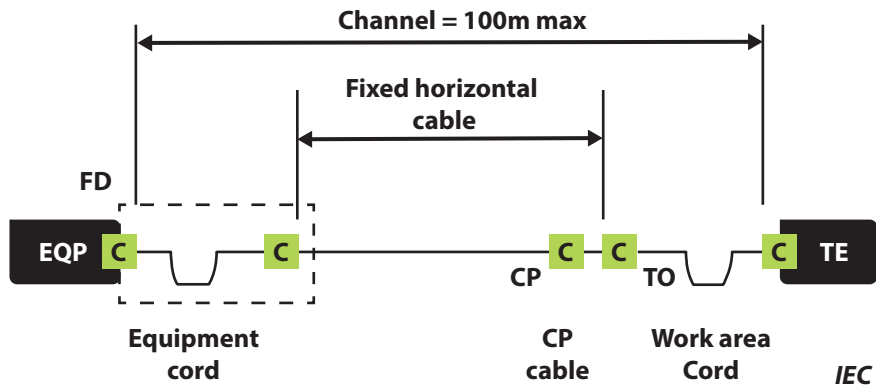 Channel = 100m max
Fixed horizontal
cable
FD
EQP C C C C C TE
CP TO
Equipment
cord
CP
cable
Work area
Cord
IEC